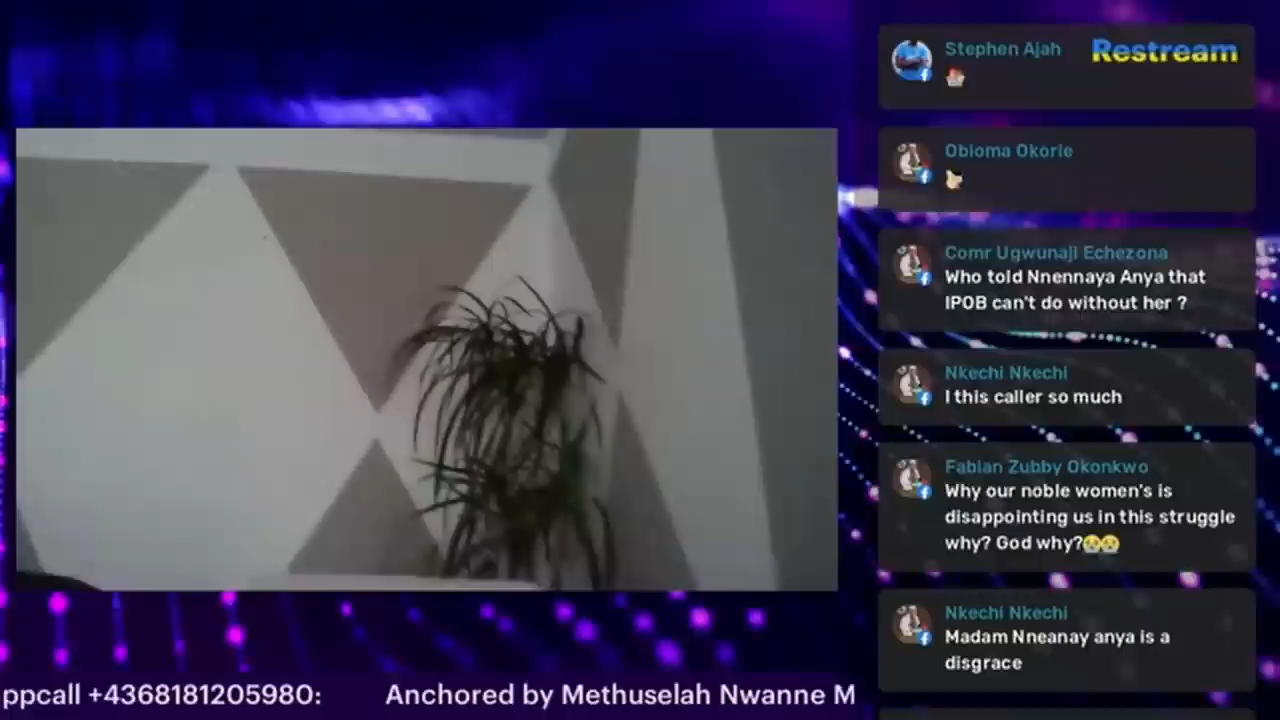 Stephen Ajah
Restream
Obioma Okorie
Comr Ugwunaji Echezona
Who told Nnennaya Anya that
IPOB can't do without her ?
Nkechi Nkechi
I this caller so much
Fabian Zubby Okonkwo
Why our noble women's is
disappointing us in this struggle
why? God why?😭😭
Nkechi Nkechi
Madam Nneanay anya is a
disgrace
ppcall +4368181205980: Anchored by Methuselah Nwanne M